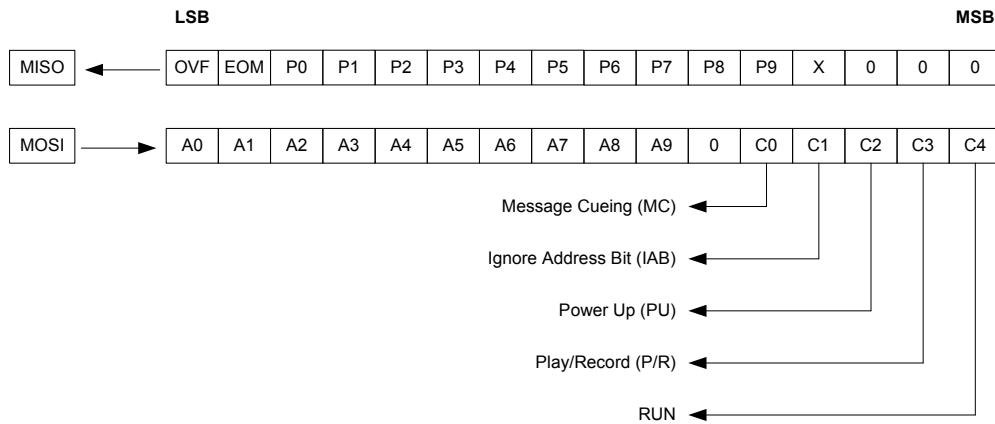 LSB MSB
MISO OVF EOM P0 P1 P2 P3 P4 P5 P6 P7 P8 P9 X 0 0 0
MOSI A0 A1 A2 A3 A4 A5 A6 A7 A8 A9 0 C0 C1 C2 C3 C4
Message Cueing (MC)
Ignore Address Bit (IAB)
Power Up (PU)
Play/Record (P/R)
RUN